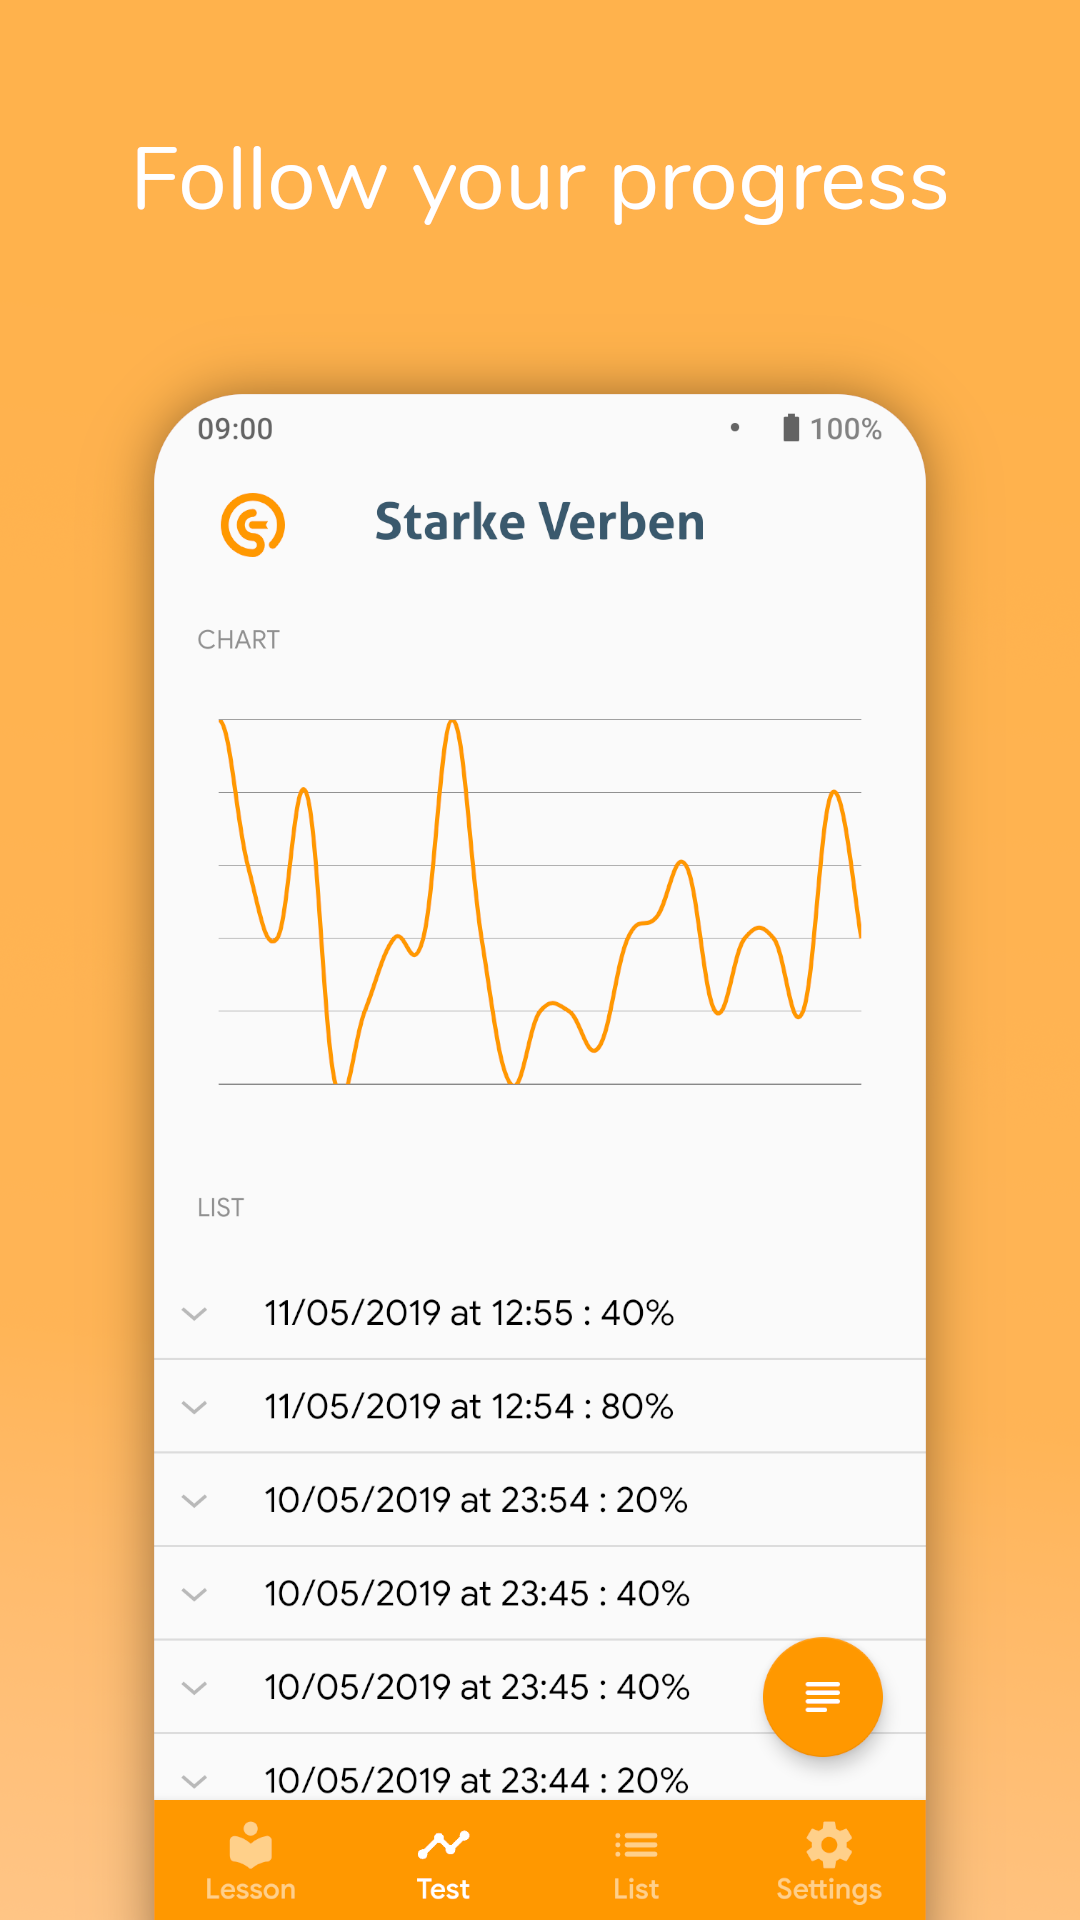 Follow your progress
09:00 100%
Starke Verben
CHART
LIST
11/05/2019 at 12:55 : 40%
11/05/2019 at 12:54 : 80%
10/05/2019 at 23:54 : 20%
10/05/2019 at 23:45 : 40%
10/05/2019 at 23:45 : 40%
10/05/2019 at 23:44 : 20%
Lesson Test List Settings